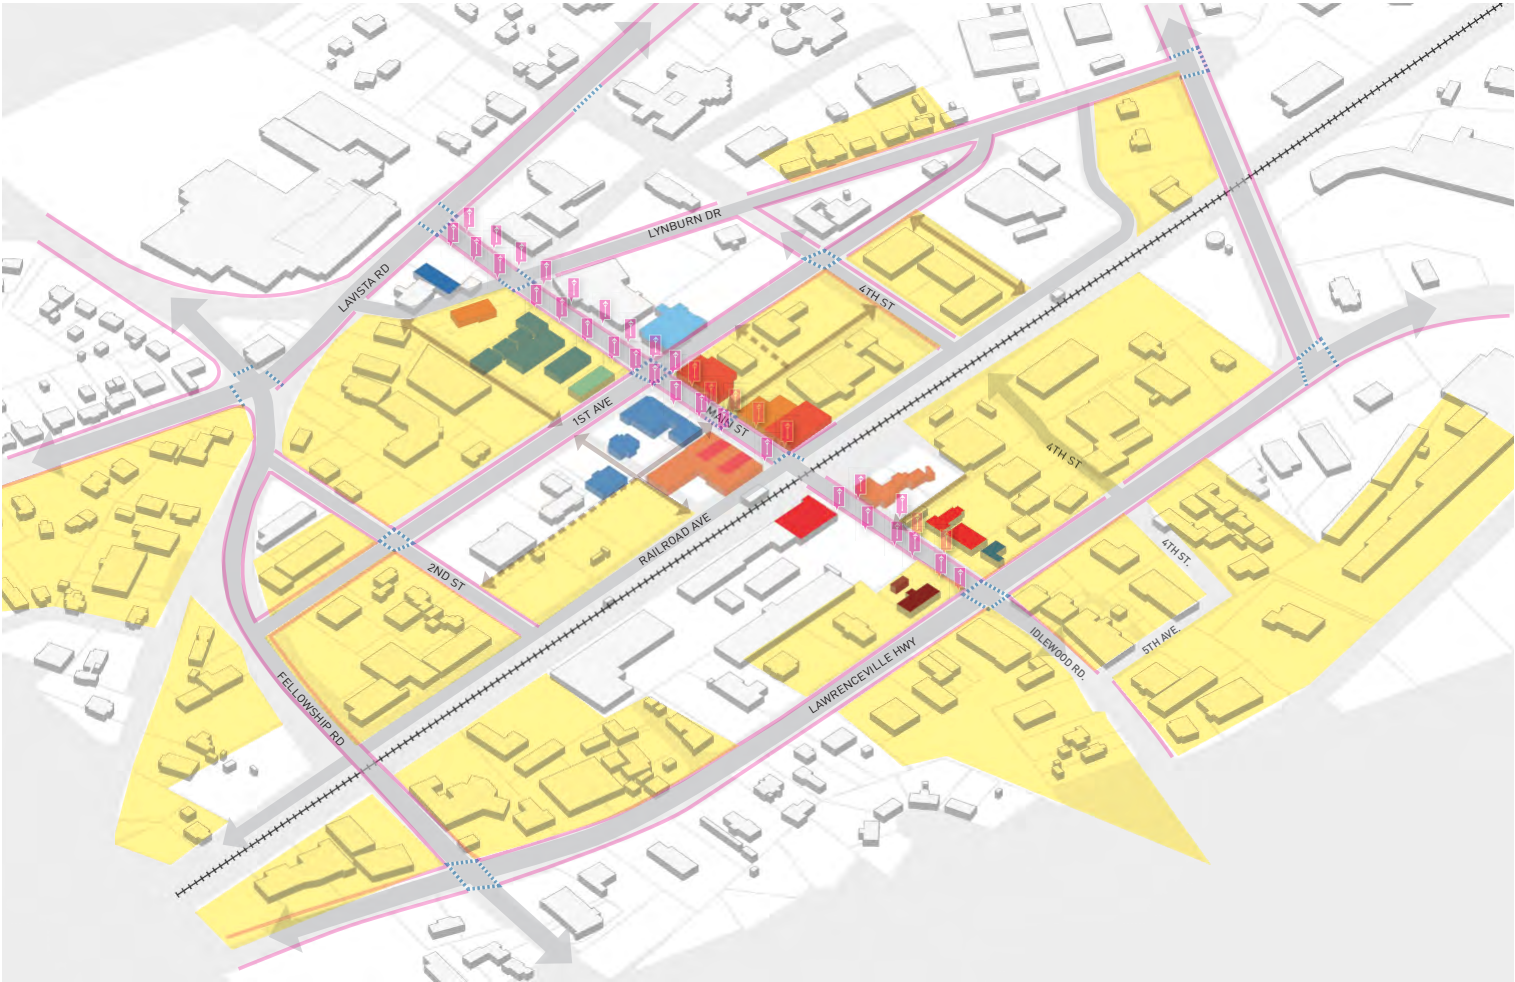 LYNBURN DR
LAVISTA RD
4TH ST
1ST AVE
MAIN ST
4TH ST
RAILROAD AVE
4TH ST.
2ND ST
IDLEWOOD RD.
5TH AVE.
LAWRENCEVILLE HWY
FELLOWSHIP RD